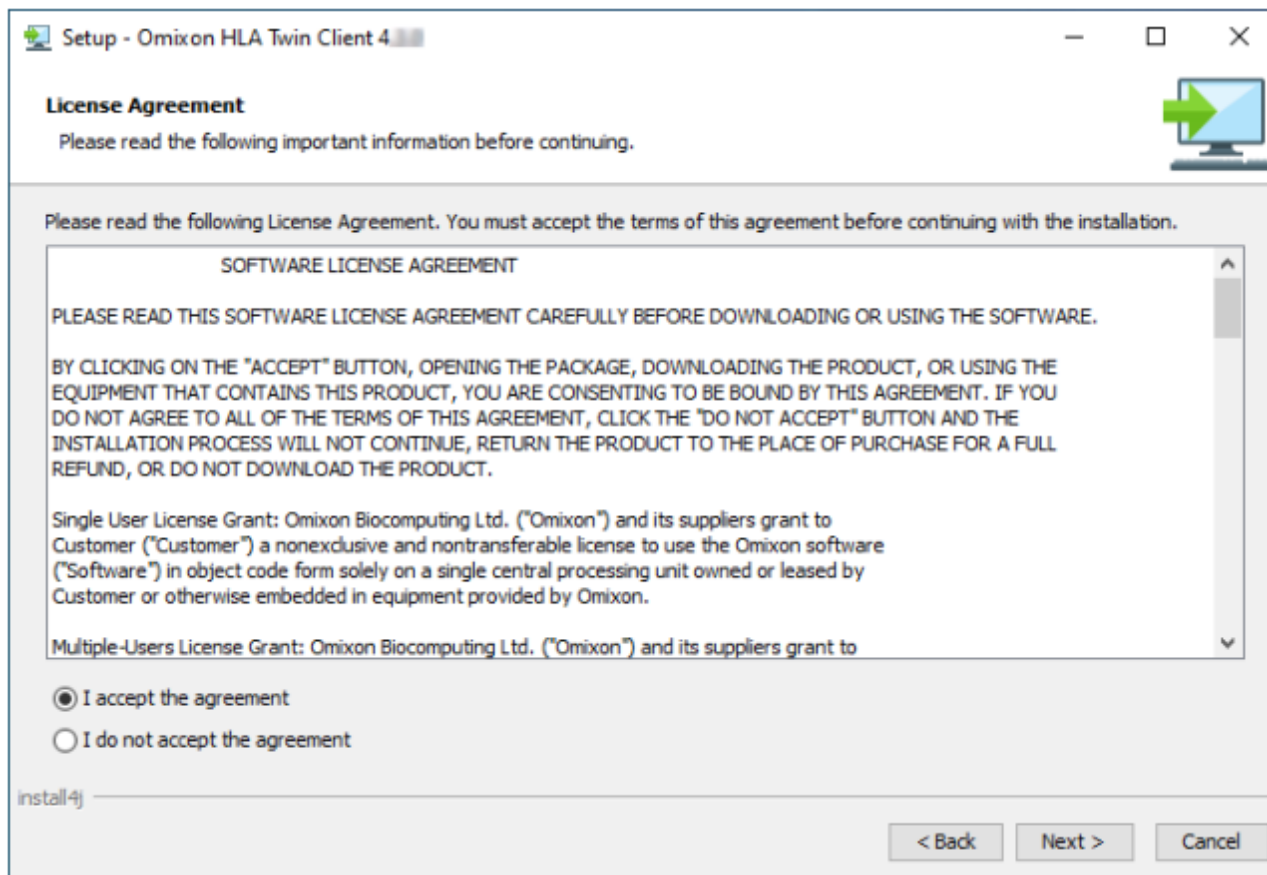 Setup - Omixon HLA Twin Client 4
License Agreement
Please read the following important information before continuing.
Please read the following License Agreement. You must accept the terms of this agreement before continuing with the installation.
SOFTWARE LICENSE AGREEMENT
PLEASE READ THIS SOFTWARE LICENSE AGREEMENT CAREFULLY BEFORE DOWNLOADING OR USING THE SOFTWARE.
BY CLICKING ON THE "ACCEPT" BUTTON, OPENING THE PACKAGE, DOWNLOADING THE PRODUCT, OR USING THE
EQUIPMENT THAT CONTAINS THIS PRODUCT, YOU ARE CONSENTING TO BE BOUND BY THIS AGREEMENT. IF YOU
DO NOT AGREE TO ALL OF THE TERMS OF THIS AGREEMENT, CLICK THE "DO NOT ACCEPT" BUTTON AND THE
INSTALLATION PROCESS WILL NOT CONTINUE, RETURN THE PRODUCT TO THE PLACE OF PURCHASE FOR A FULL
REFUND, OR DO NOT DOWNLOAD THE PRODUCT.
Single User License Grant: Omixon Biocomputing Ltd. ("Omixon") and its suppliers grant to
Customer ("Customer") a nonexclusive and nontransferable license to use the Omixon software
("Software") in object code form solely on a single central processing unit owned or leased by
Customer or otherwise embedded in equipment provided by Omixon.
Multiple-Users License Grant: Omixon Biocomputing Ltd. ("Omixon") and its suppliers grant to
I accept the agreement
I do not accept the agreement
install4j
< Back
Next >
Cancel